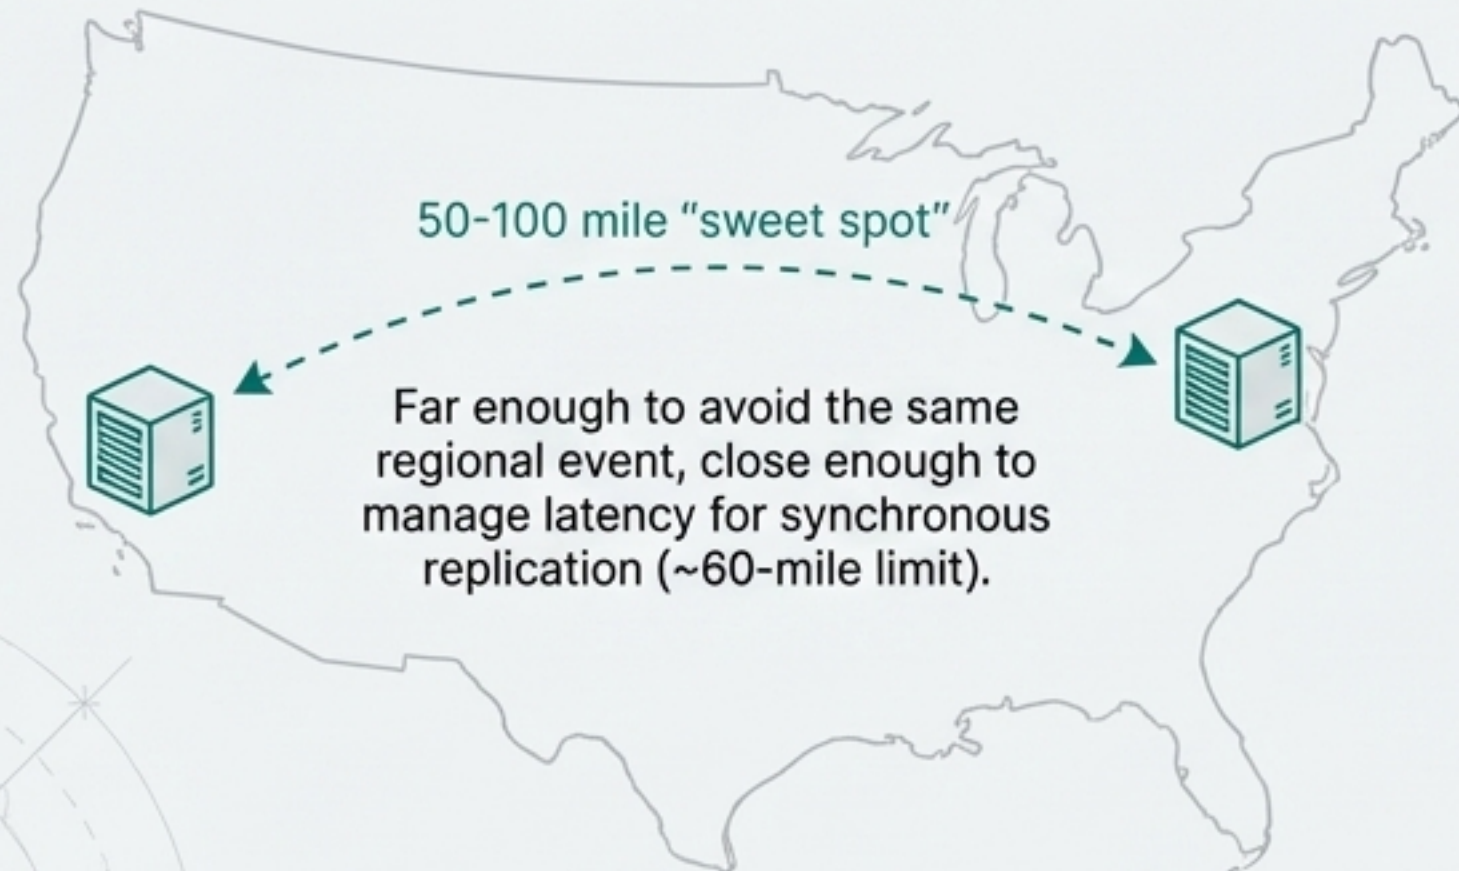 50-100 mile “sweet spot”
Far enough to avoid the same
regional event, close enough to
manage latency for synchronous
replication (~60-mile limit).